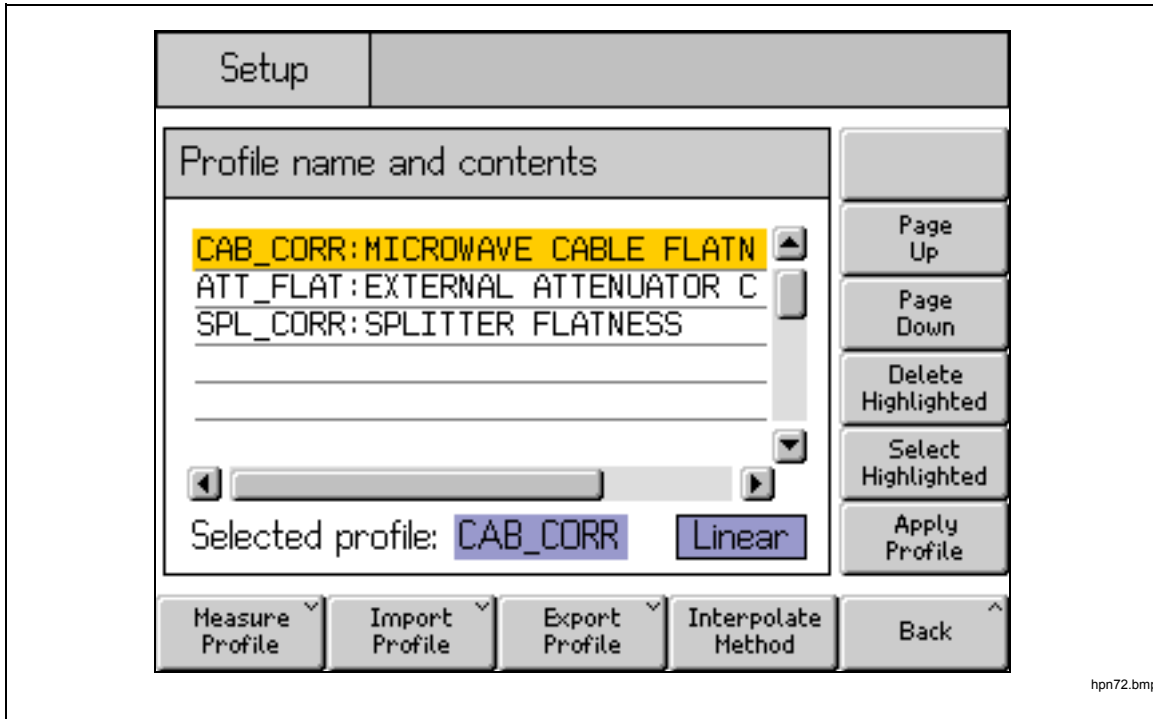 Setup
Profile name and contents
CAB_CORR:MICROWAVE CABLE FLATN
ATT_FLAT:EXTERNAL ATTENUATOR C
SPL_CORR:SPLITTER FLATNESS
Selected profile: CAB_CORR Linear
Page
Up
Page
Down
Delete
Highlighted
Select
Highlighted
Apply
Profile
Measure
Profile
Import
Profile
Export
Profile
Interpolate
Method
Back
hpn72.bmp